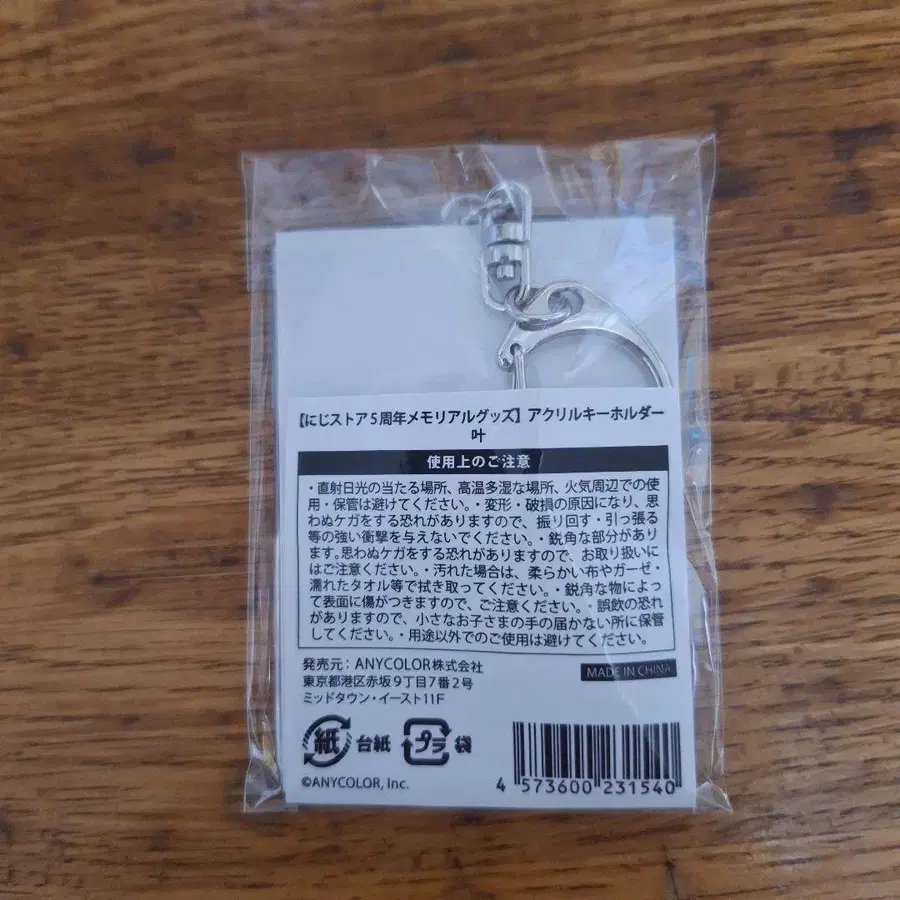 【にじストア5周年メモリアルグッズ】アクリルキーホルダー
叶
使用上のご注意
・直射日光の当たる場所、高温多湿な場所、火気周辺での使
用・保管は避けてください。・変形・破損の原因になり、思
わぬケガをする恐れがありますので、振り回す・引っ張る
等の強い衝撃を与えないでください。・鋭角な部分があり
ます。思わぬケガをする恐れがありますので、お取り扱いに
はご注意ください。・汚れた場合は、柔らかい布やガーゼ・
濡れたタオル等で拭き取ってください。・鋭角な物によっ
て表面に傷がつきますので、ご注意ください。・誤飲の恐れ
がありますので、小さなお子さまの手の届かない所に保管
してください。・用途以外でのご使用は避けてください。
発売元：ANYCOLOR株式会社
東京都港区赤坂9丁目7番2号
ミッドタウン・イースト11F
MADE IN CHINA
紙 台紙 プラ 袋
©ANYCOLOR, Inc.
4 573600 231540